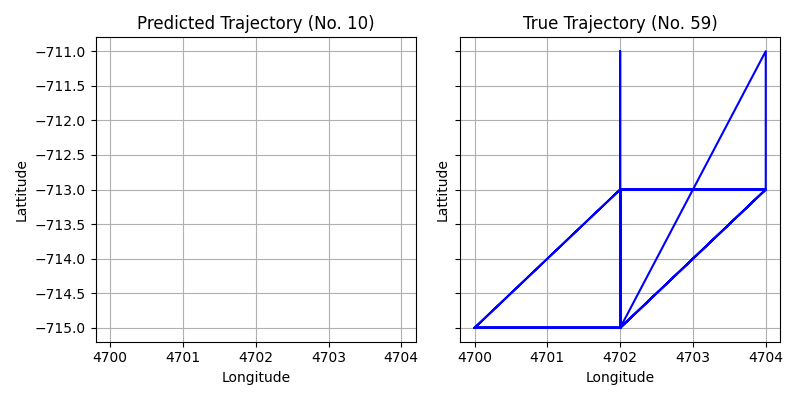 Predicted Trajectory (No. 10)
True Trajectory (No. 59)
Lattitude
−711.0
−711.5
−712.0
−712.5
−713.0
−713.5
−714.0
−714.5
−715.0
4700 4701 4702 4703 4704
Longitude
Lattitude
4700 4701 4702 4703 4704
Longitude